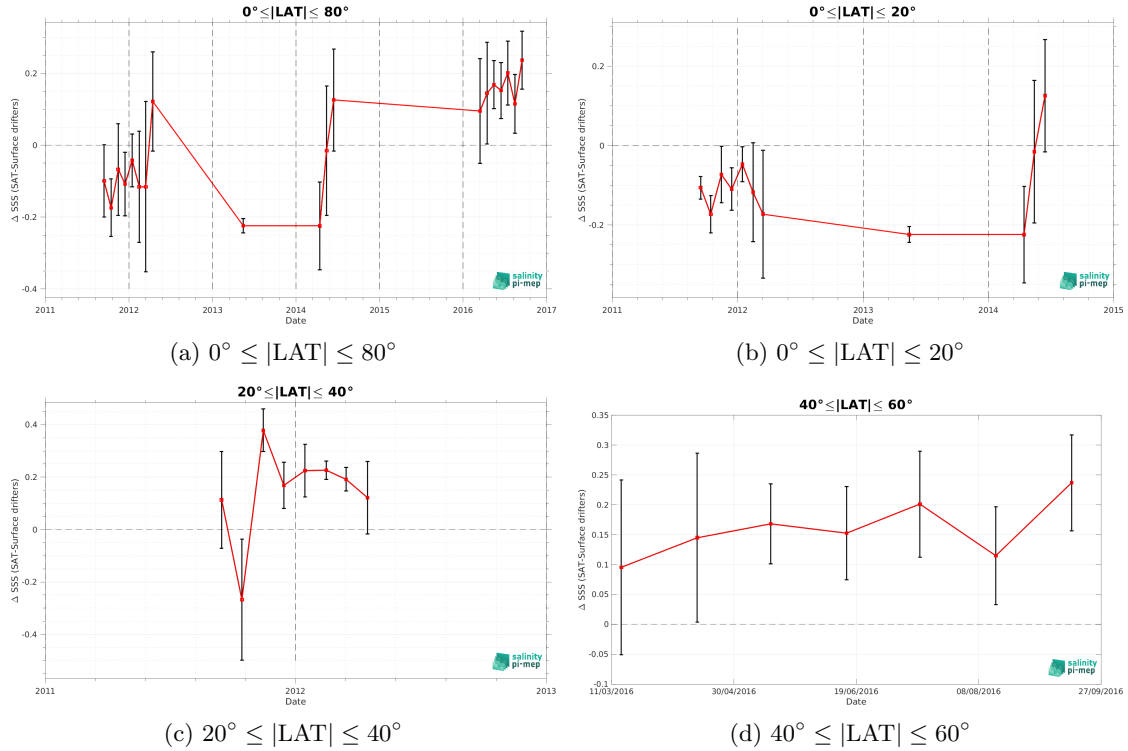 0°≤|LAT|≤ 80°
Δ SSS (SAT-Surface drifters)
0.2
0
-0.2
-0.4
2011 2012 2013 2014 2015 2016 2017
Date
salinity
pi-mep
(a) 0° ≤ |LAT| ≤ 80°
0°≤|LAT|≤ 20°
Δ SSS (SAT-Surface drifters)
0.2
0
-0.2
2011 2012 2013 2014 2015
Date
salinity
pi-mep
(b) 0° ≤ |LAT| ≤ 20°
20°≤|LAT|≤ 40°
Δ SSS (SAT-Surface drifters)
0.4
0.2
0
-0.2
-0.4
2011 2012 2013
Date
salinity
pi-mep
(c) 20° ≤ |LAT| ≤ 40°
40°≤|LAT|≤ 60°
Δ SSS (SAT-Surface drifters)
0.35
0.3
0.25
0.2
0.15
0.1
0.05
0
-0.05
-0.1
11/03/2016 30/04/2016 19/06/2016 08/08/2016 27/09/2016
Date
salinity
pi-mep
(d) 40° ≤ |LAT| ≤ 60°